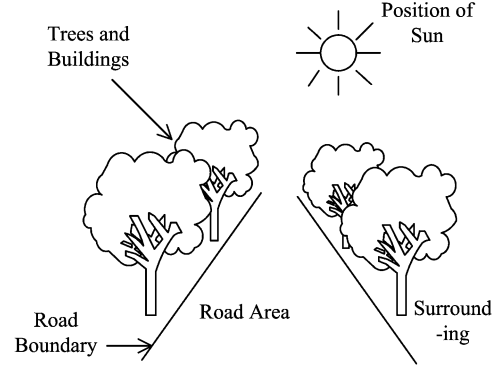 Position of
Sun
Trees and
Buildings
Road Area
Surround
-ing
Road
Boundary